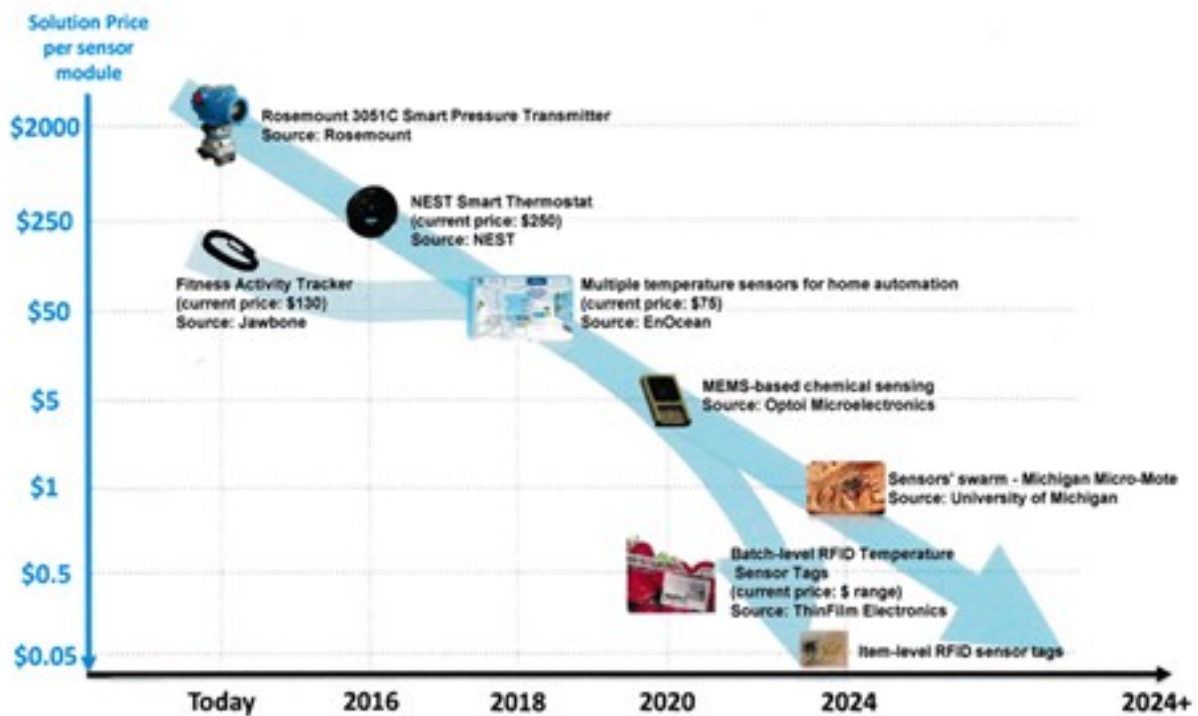 Solution Price
per sensor
module
$2000
$250
$50
$5
$1
$0.5
$0.05
Rosemount 3051C Smart Pressure Transmitter
Source: Rosemount
NEST Smart Thermostat
(current price: $250)
Source: NEST
Fitness Activity Tracker
(current price: $130)
Source: Jawbone
Multiple temperature sensors for home automation
(current price: $75)
Source: EnOcean
MEMS-based chemical sensing
Source: Optoi Microelectronics
Sensors' swarm - Michigan Micro-Mote
Source: University of Michigan
Batch-level RFID Temperature
Sensor Tags
(current price: $ range)
Source: ThinFilm Electronics
Item-level RFID sensor tags
Today
2016
2018
2020
2024
2024+